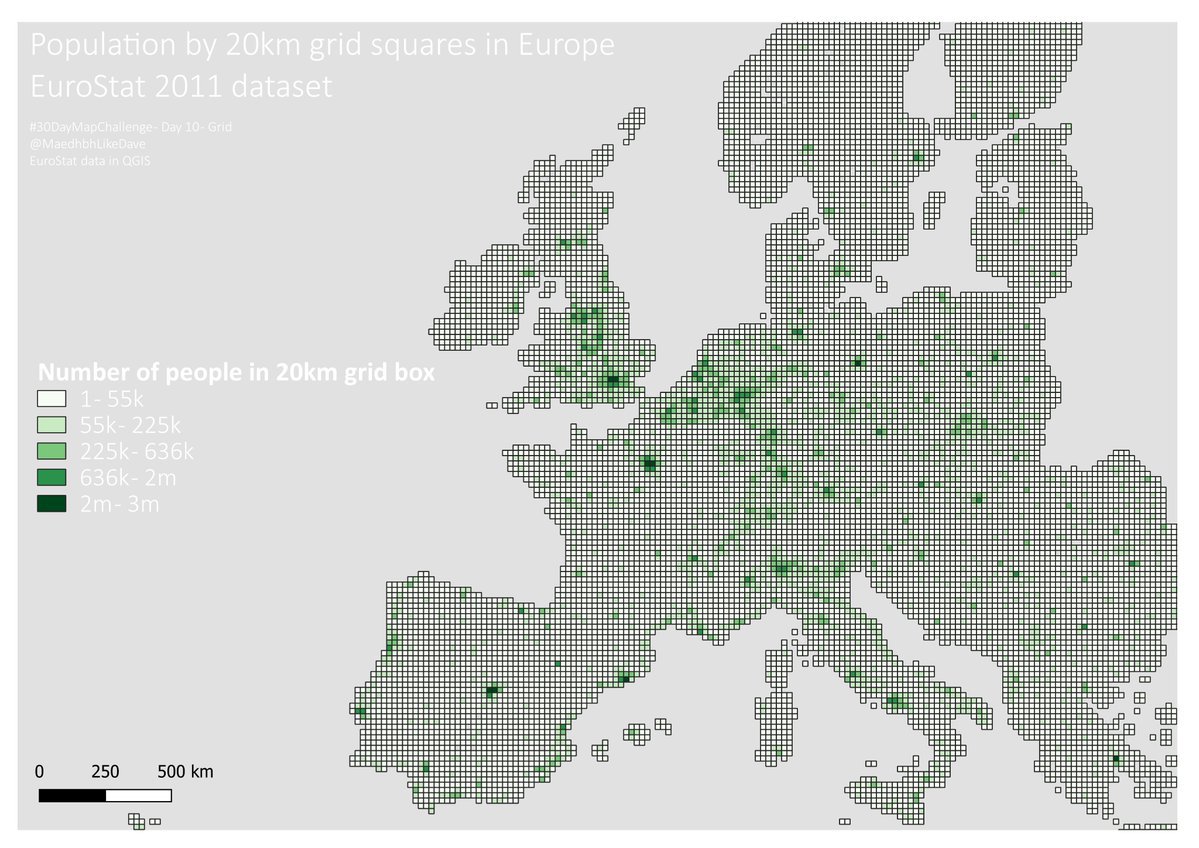 Population by 20km grid squares in Europe
EuroStat 2011 dataset
#30DayMapChallenge - Day 10 - Grid
@MaedhbhLikeDave
EuroStat data in QGIS
Number of people in 20km grid box
1 - 55k
55k - 225k
225k - 636k
636k - 2m
2m - 3m
0 250 500 km